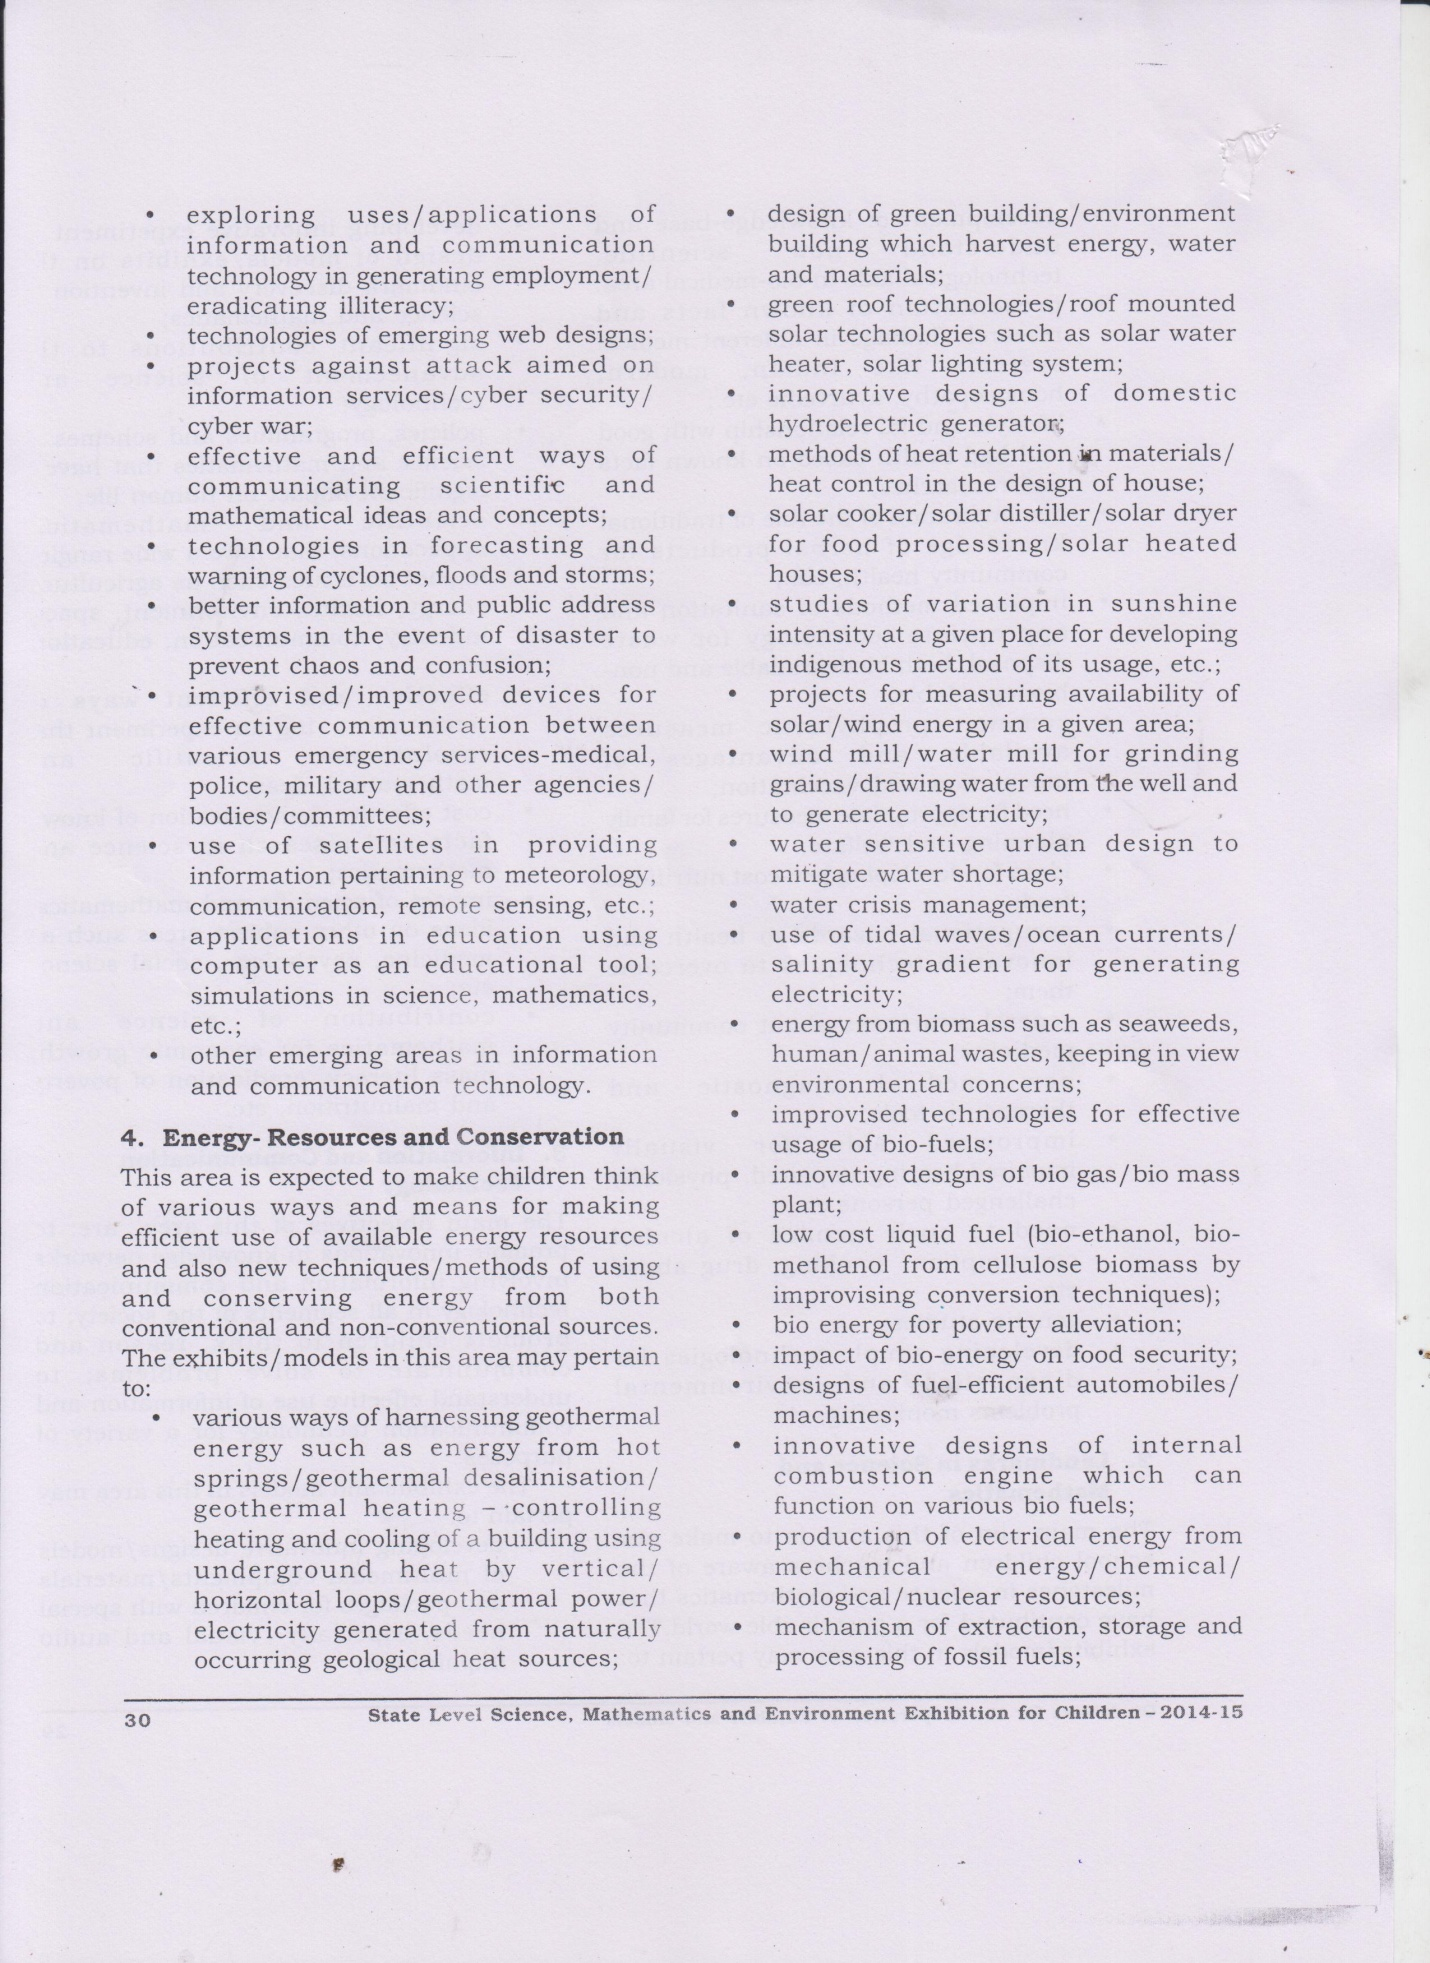 • exploring uses/applications of
information and communication
technology in generating employment/
eradicating illiteracy;
• technologies of emerging web designs;
• projects against attack aimed on
information services/cyber security/
cyber war;
• effective and efficient ways of
communicating scientific and
mathematical ideas and concepts;
• technologies in forecasting and
warning of cyclones, floods and storms;
• better information and public address
systems in the event of disaster to
prevent chaos and confusion;
• improvised/improved devices for
effective communication between
various emergency services-medical,
police, military and other agencies/
bodies/committees;
• use of satellites in providing
information pertaining to meteorology,
communication, remote sensing, etc.;
• applications in education using
computer as an educational tool;
simulations in science, mathematics,
etc.;
• other emerging areas in information
and communication technology.
4. Energy- Resources and Conservation
This area is expected to make children think
of various ways and means for making
efficient use of available energy resources
and also new techniques/methods of using
and conserving energy from both
conventional and non-conventional sources.
The exhibits/models in this area may pertain
to:
• various ways of harnessing geothermal
energy such as energy from hot
springs/geothermal desalinisation/
geothermal heating – controlling
heating and cooling of a building using
underground heat by vertical/
horizontal loops/geothermal power/
electricity generated from naturally
occurring geological heat sources;
• design of green building/environment
building which harvest energy, water
and materials;
• green roof technologies/roof mounted
solar technologies such as solar water
heater, solar lighting system;
• innovative designs of domestic
hydroelectric generator;
• methods of heat retention in materials/
heat control in the design of house;
• solar cooker/solar distiller/solar dryer
for food processing/solar heated
houses;
• studies of variation in sunshine
intensity at a given place for developing
indigenous method of its usage, etc.;
• projects for measuring availability of
solar/wind energy in a given area;
• wind mill/water mill for grinding
grains/drawing water from the well and
to generate electricity;
• water sensitive urban design to
mitigate water shortage;
• water crisis management;
• use of tidal waves/ocean currents/
salinity gradient for generating
electricity;
• energy from biomass such as seaweeds,
human/animal wastes, keeping in view
environmental concerns;
• improvised technologies for effective
usage of bio-fuels;
• innovative designs of bio gas/bio mass
plant;
• low cost liquid fuel (bio-ethanol, bio-
methanol from cellulose biomass by
improvising conversion techniques);
• bio energy for poverty alleviation;
• impact of bio-energy on food security;
• designs of fuel-efficient automobiles/
machines;
• innovative designs of internal
combustion engine which can
function on various bio fuels;
• production of electrical energy from
mechanical energy/chemical/
biological/nuclear resources;
• mechanism of extraction, storage and
processing of fossil fuels;
30 State Level Science, Mathematics and Environment Exhibition for Children – 2014-15